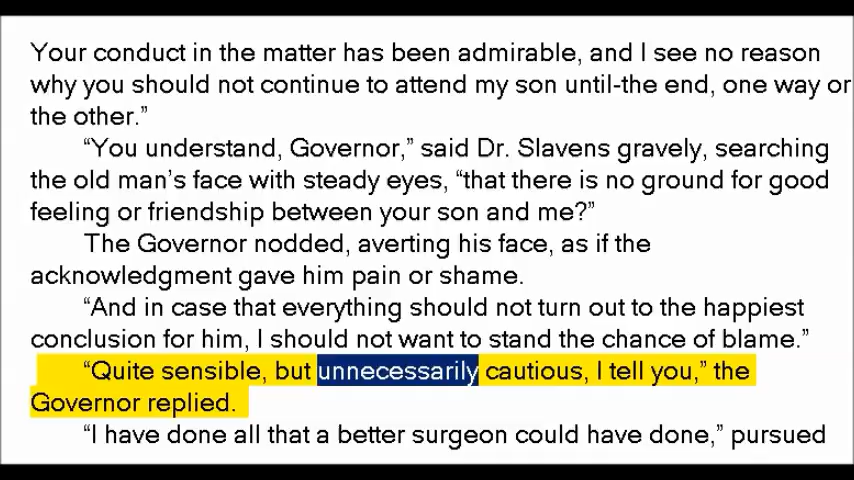 Your conduct in the matter has been admirable, and I see no reason
why you should not continue to attend my son until-the end, one way or
the other.”
“You understand, Governor,” said Dr. Slavens gravely, searching
the old man’s face with steady eyes, “that there is no ground for good
feeling or friendship between your son and me?”
The Governor nodded, averting his face, as if the
acknowledgment gave him pain or shame.
“And in case that everything should not turn out to the happiest
conclusion for him, I should not want to stand the chance of blame.”
“Quite sensible, but unnecessarily cautious, I tell you,” the
Governor replied.
“I have done all that a better surgeon could have done,” pursued